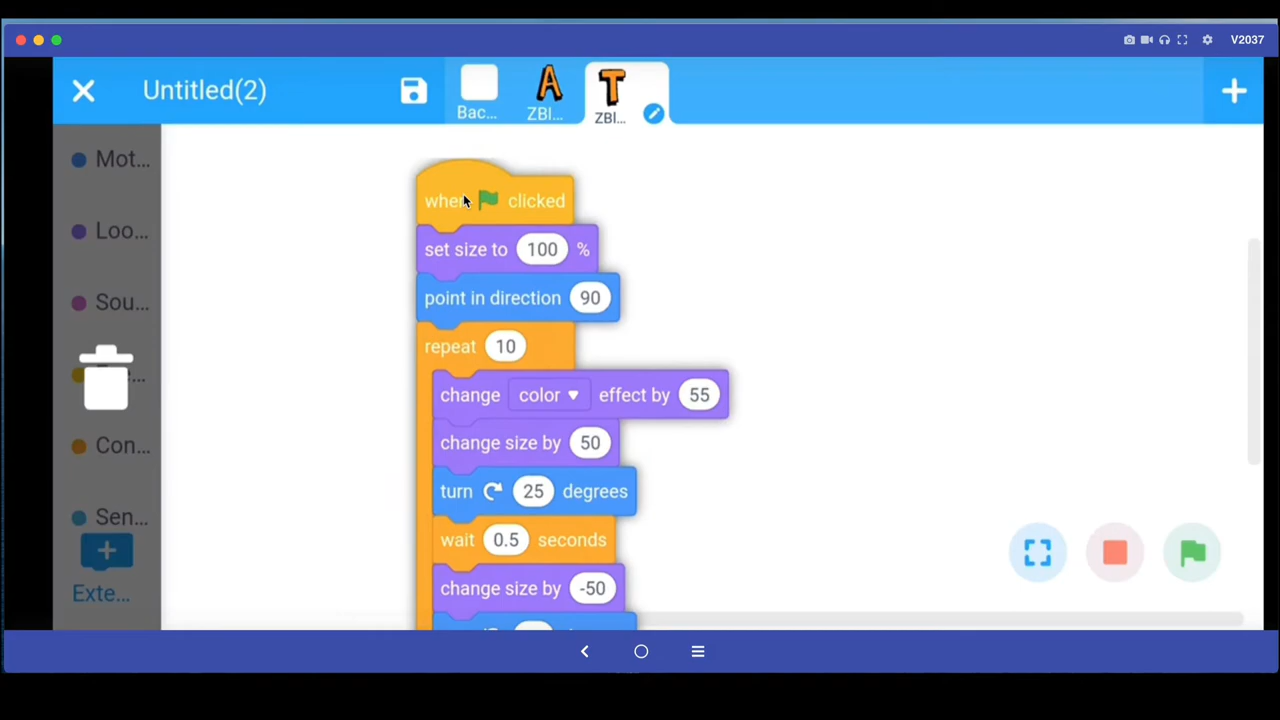 V2037
Untitled(2)
Bac...
A
ZBI...
T
ZBI...
Mot...
Loo...
Sou...
Con...
Sen...
Exte...
when clicked
set size to 100 %
point in direction 90
repeat 10
change color effect by 55
change size by 50
turn 25 degrees
wait 0.5 seconds
change size by -50